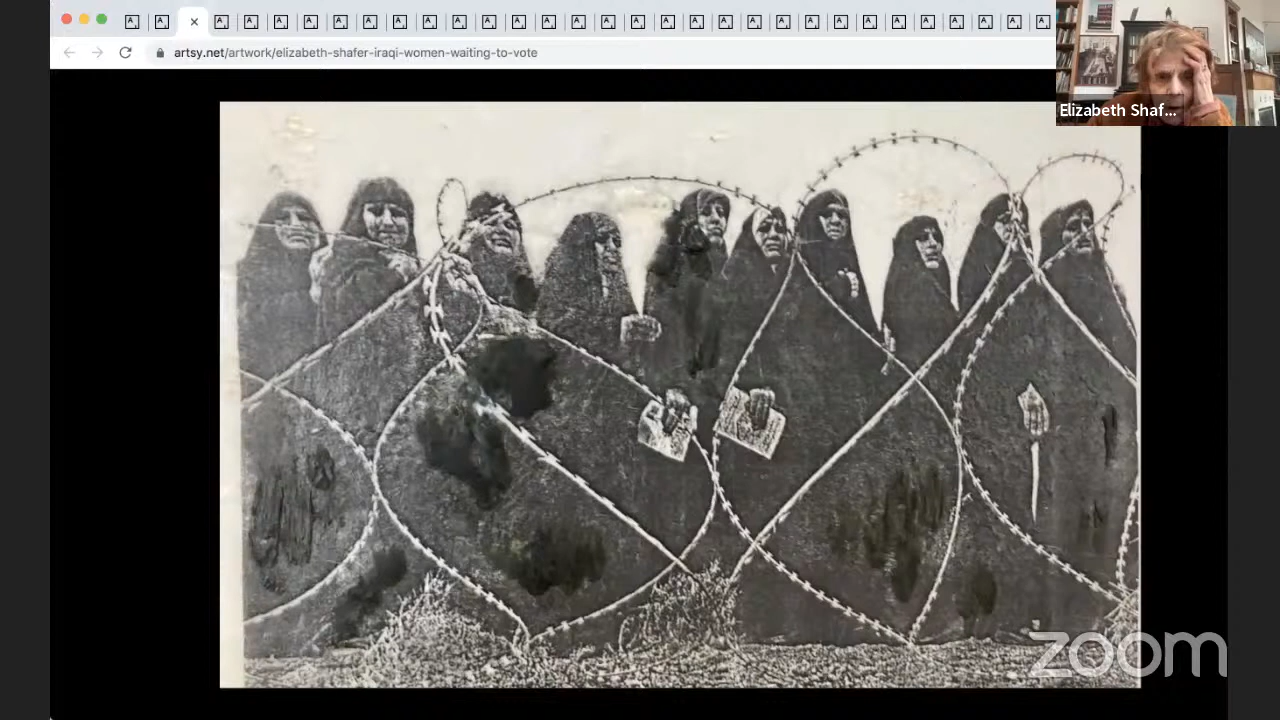 artsy.net/artwork/elizabeth-shafer-iraqi-women-waiting-to-vote
Elizabeth Shaf...
zoom